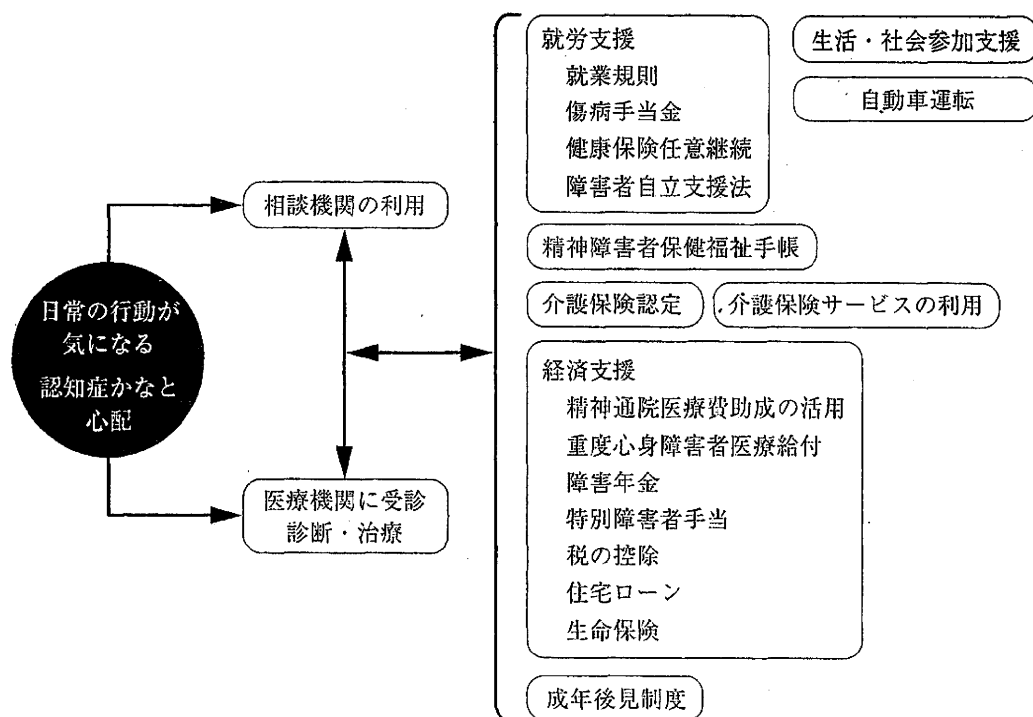 日常の行動が
気になる
認知症かなと
心配
相談機関の利用
医療機関に受診
診断・治療
就労支援
就業規則
傷病手当金
健康保険任意継続
障害者自立支援法
生活・社会参加支援
自動車運転
精神障害者保健福祉手帳
介護保険認定
介護保険サービスの利用
経済支援
精神通院医療費助成の活用
重度心身障害者医療給付
障害年金
特別障害者手当
税の控除
住宅ローン
生命保険
成年後見制度